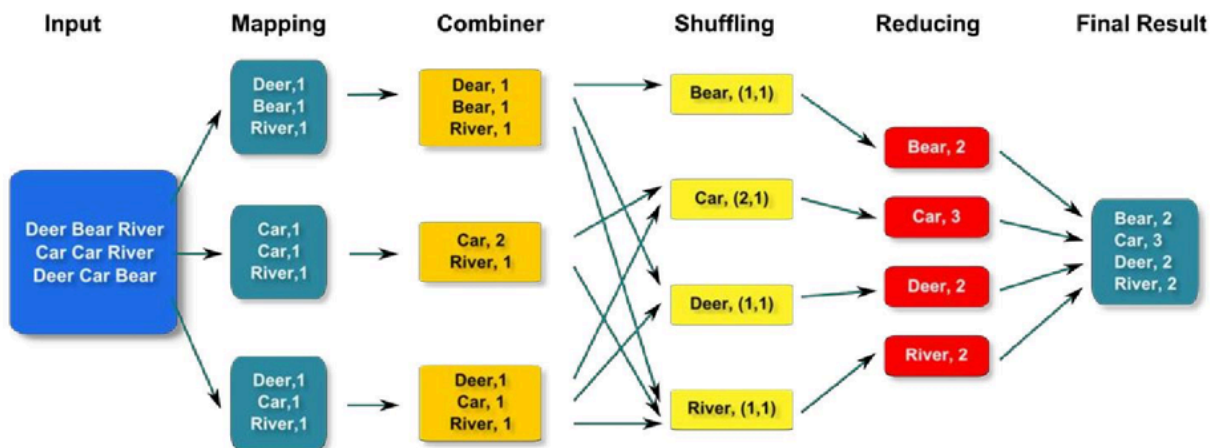 Input
Mapping
Combiner
Shuffling
Reducing
Final Result
Deer Bear River
Car Car River
Deer Car Bear
Deer,1
Bear,1
River,1
Car,1
Car,1
River,1
Deer,1
Car,1
River,1
Dear, 1
Bear, 1
River, 1
Car, 2
River, 1
Deer,1
Car, 1
River, 1
Bear, (1,1)
Car, (2,1)
Deer, (1,1)
River, (1,1)
Bear, 2
Car, 3
Deer, 2
River, 2
Bear, 2
Car, 3
Deer, 2
River, 2